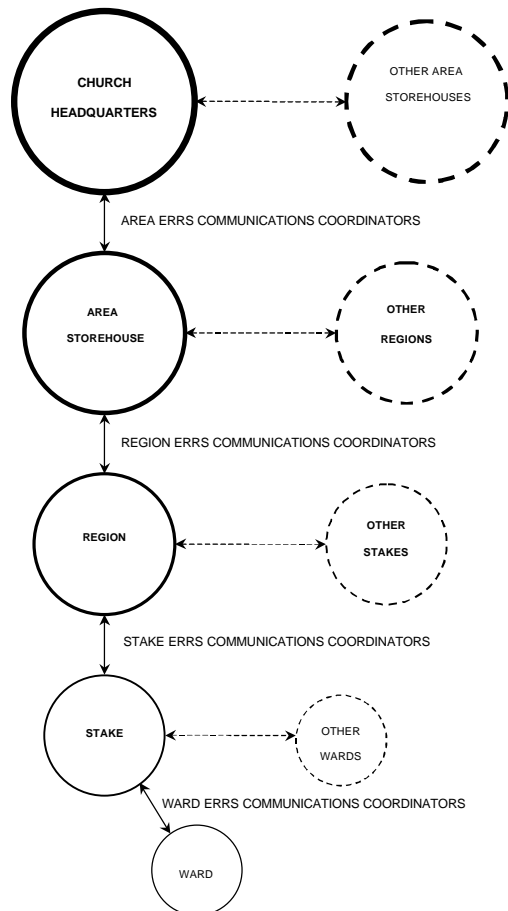 CHURCH
HEADQUARTERS
OTHER AREA
STOREHOUSES
AREA ERRS COMMUNICATIONS COORDINATORS
AREA
STOREHOUSE
OTHER
REGIONS
REGION ERRS COMMUNICATIONS COORDINATORS
REGION
OTHER
STAKES
STAKE ERRS COMMUNICATIONS COORDINATORS
STAKE
OTHER
WARDS
WARD ERRS COMMUNICATIONS COORDINATORS
WARD